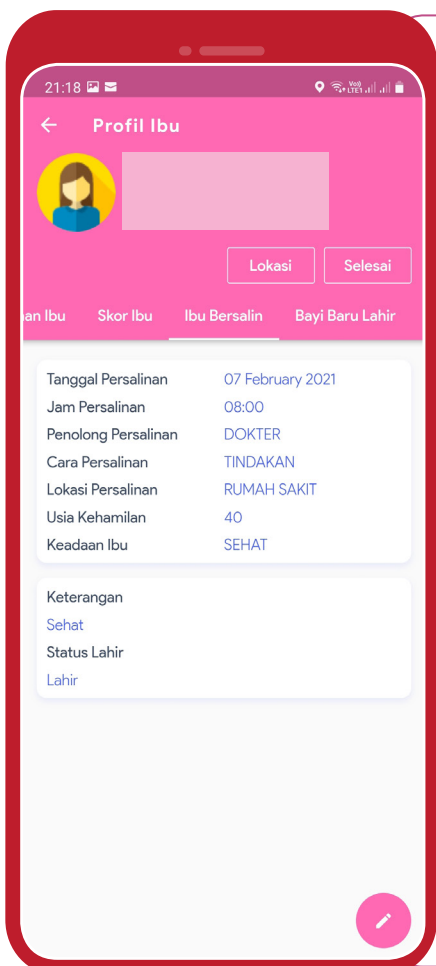 21:18
Profil Ibu
Lokasi Selesai
an Ibu Skor Ibu Ibu Bersalin Bayi Baru Lahir
Tanggal Persalinan 07 February 2021
Jam Persalinan 08:00
Penolong Persalinan DOKTER
Cara Persalinan TINDAKAN
Lokasi Persalinan RUMAH SAKIT
Usia Kehamilan 40
Keadaan Ibu SEHAT
Keterangan
Sehat
Status Lahir
Lahir